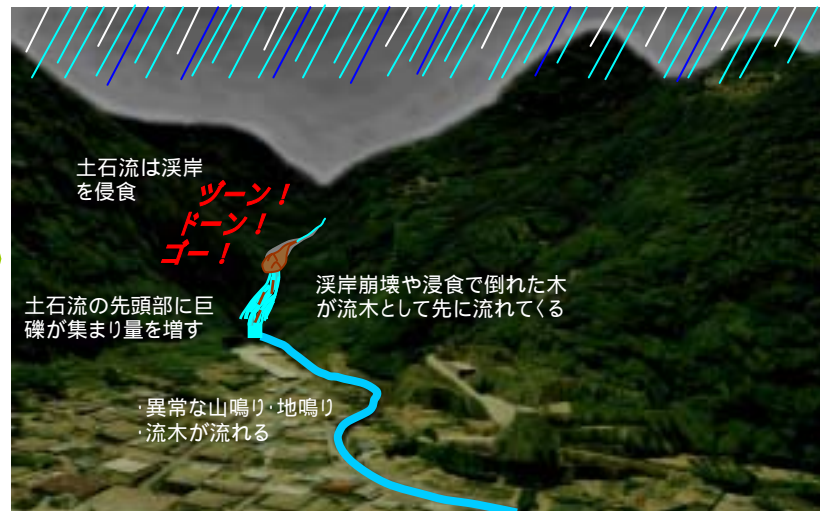 土石流は渓岸
を侵食
ヅーン！
ドーン！
ゴー！
土石流の先頭部に巨
礫が集まり量を増す
渓岸崩壊や浸食で倒れた木
が流木として先に流れてくる
･異常な山鳴り･地鳴り
･流木が流れる